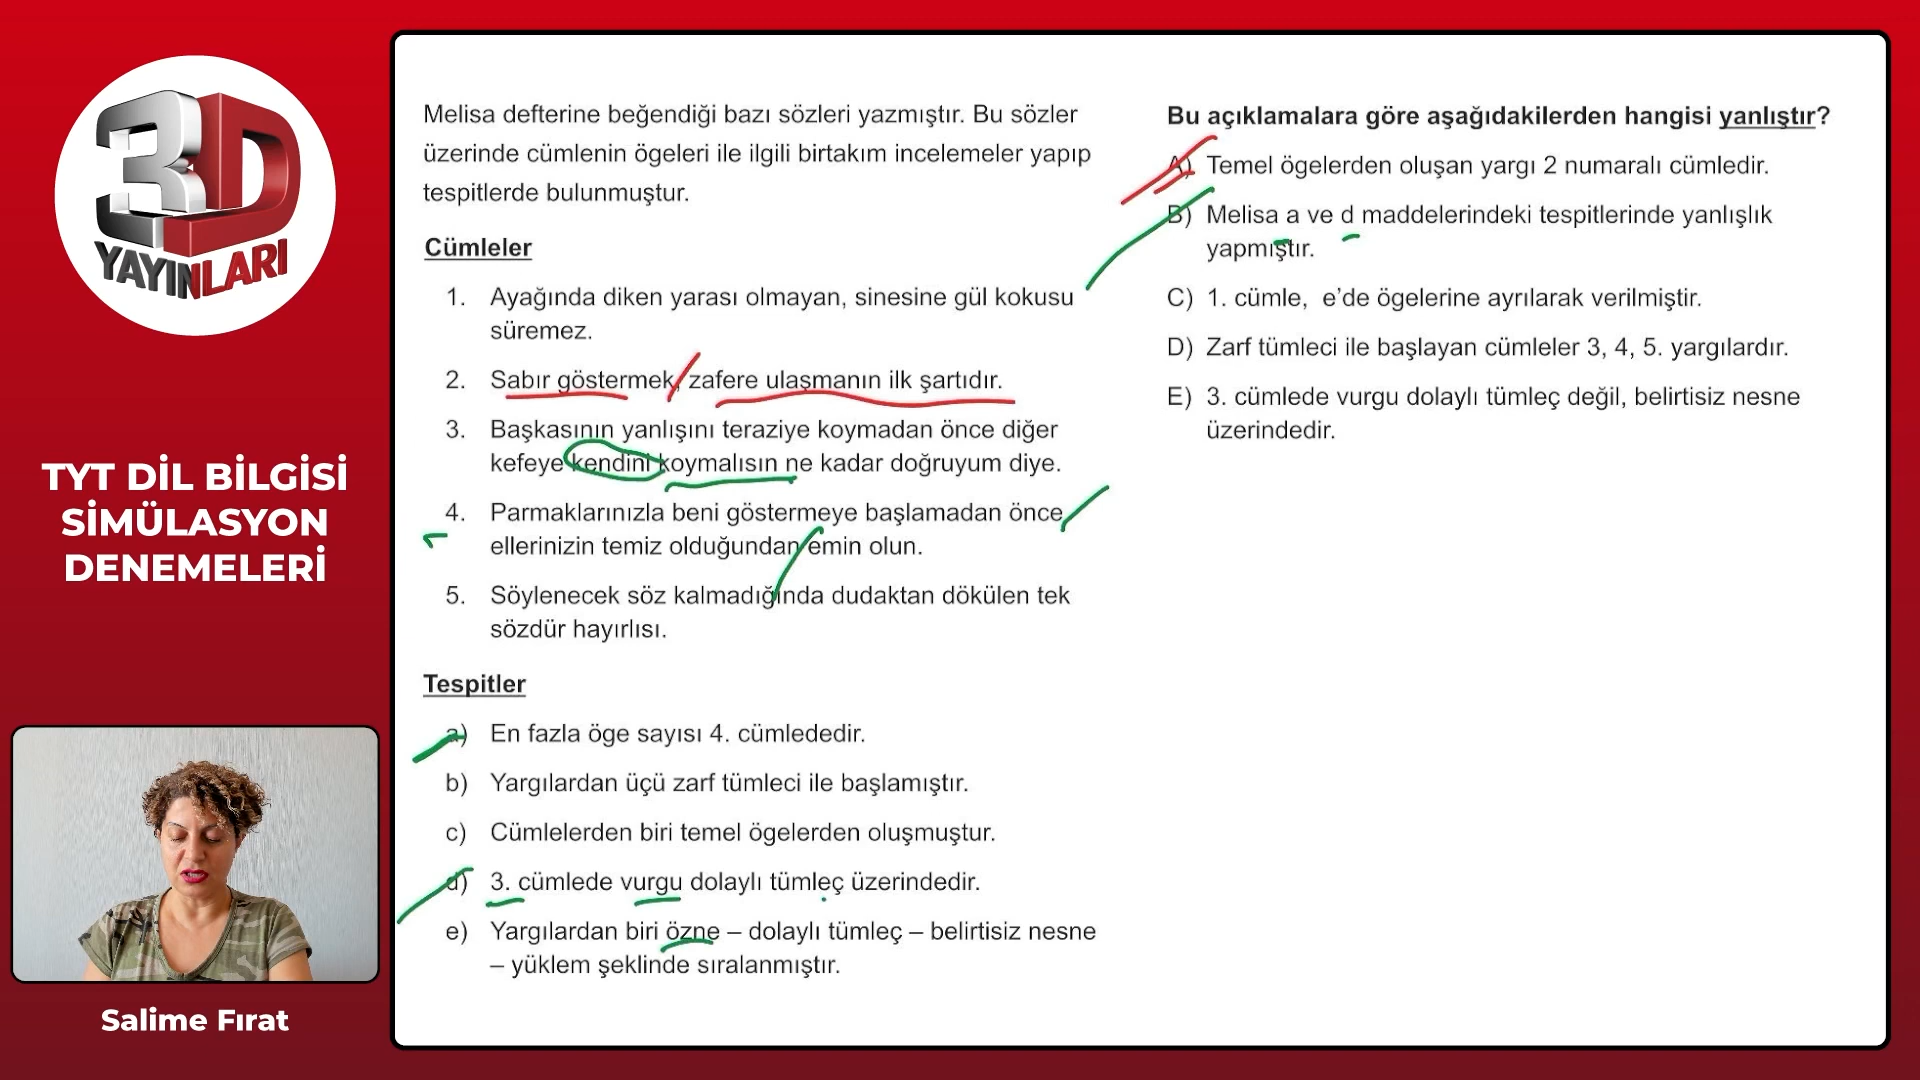 3D
YAYINLARI
TYT DİL BİLGİSİ
SİMÜLASYON
DENEMELERİ
Salime Fırat
Melisa defterine beğendiği bazı sözleri yazmıştır. Bu sözler
üzerinde cümlenin ögeleri ile ilgili birtakım incelemeler yapıp
tespitlerde bulunmuştur.
Cümleler
1. Ayağında diken yarası olmayan, sinesine gül kokusu
süremez.
2. Sabır göstermek, zafere ulaşmanın ilk şartıdır.
3. Başkasının yanlışını teraziye koymadan önce diğer
kefeye kendini koymalısın ne kadar doğruyum diye.
4. Parmaklarınızla beni göstermeye başlamadan önce
ellerinizin temiz olduğundan emin olun.
5. Söylenecek söz kalmadığında dudaktan dökülen tek
sözdür hayırlısı.
Tespitler
a) En fazla öge sayısı 4. cümlededir.
b) Yargılardan üçü zarf tümleci ile başlamıştır.
c) Cümlelerden biri temel ögelerden oluşmuştur.
d) 3. cümlede vurgu dolaylı tümleç üzerindedir.
e) Yargılardan biri özne – dolaylı tümleç – belirtisiz nesne
– yüklem şeklinde sıralanmıştır.
Bu açıklamalara göre aşağıdakilerden hangisi yanlıştır?
A) Temel ögelerden oluşan yargı 2 numaralı cümledir.
B) Melisa a ve d maddelerindeki tespitlerinde yanlışlık
yapmıştır.
C) 1. cümle, e’de ögelerine ayrılarak verilmiştir.
D) Zarf tümleci ile başlayan cümleler 3, 4, 5. yargılardır.
E) 3. cümlede vurgu dolaylı tümleç değil, belirtisiz nesne
üzerindedir.